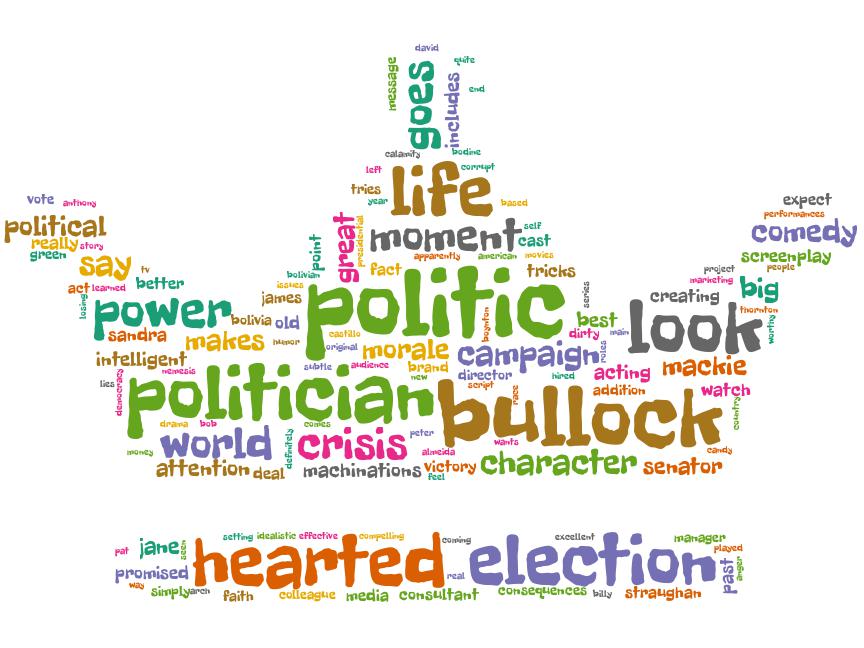 david
quite
message
goes
includes
end
calamity
bodine
left
corrupt
life
tries
year
based
vote
anthony
expect
performances
political
great
presidential
moment
self
cast
comedy
really
story
green
point
apparently
american
movies
screenplay
say
tv
bolivian
fact
politic
tricks
project
people
marketing
act
learned
better
issues
series
creating
big
losing
power
james
thornton
bolivia
old
boynton
best
look
worthy
sandra
makes
humor
castillo
dirty
main
original
morale
campaign
roles
intelligent
nemesis
subtle
audience
brand
director
hired
acting
mackie
lies
democracy
politician
new
script
race
addition
watch
bullock
country
drama
bob
comes
world
definitely
crisis
peter
wants
money
almeida
candy
attention
deal
machinations
victory
feel
character
senator
pat
jane
seen
setting
idealistic
effective
compelling
coming
excellent
manager
played
promised
hearted
real
election
past
anger
way
simply
arch
faith
colleague
media
consultant
consequences
billy
straughan